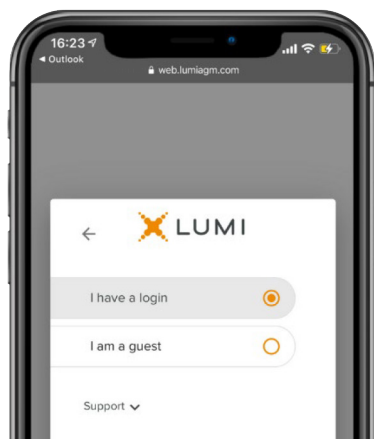 16:23
Outlook
web.lumiagm.com
LUMI
I have a login
I am a guest
Support